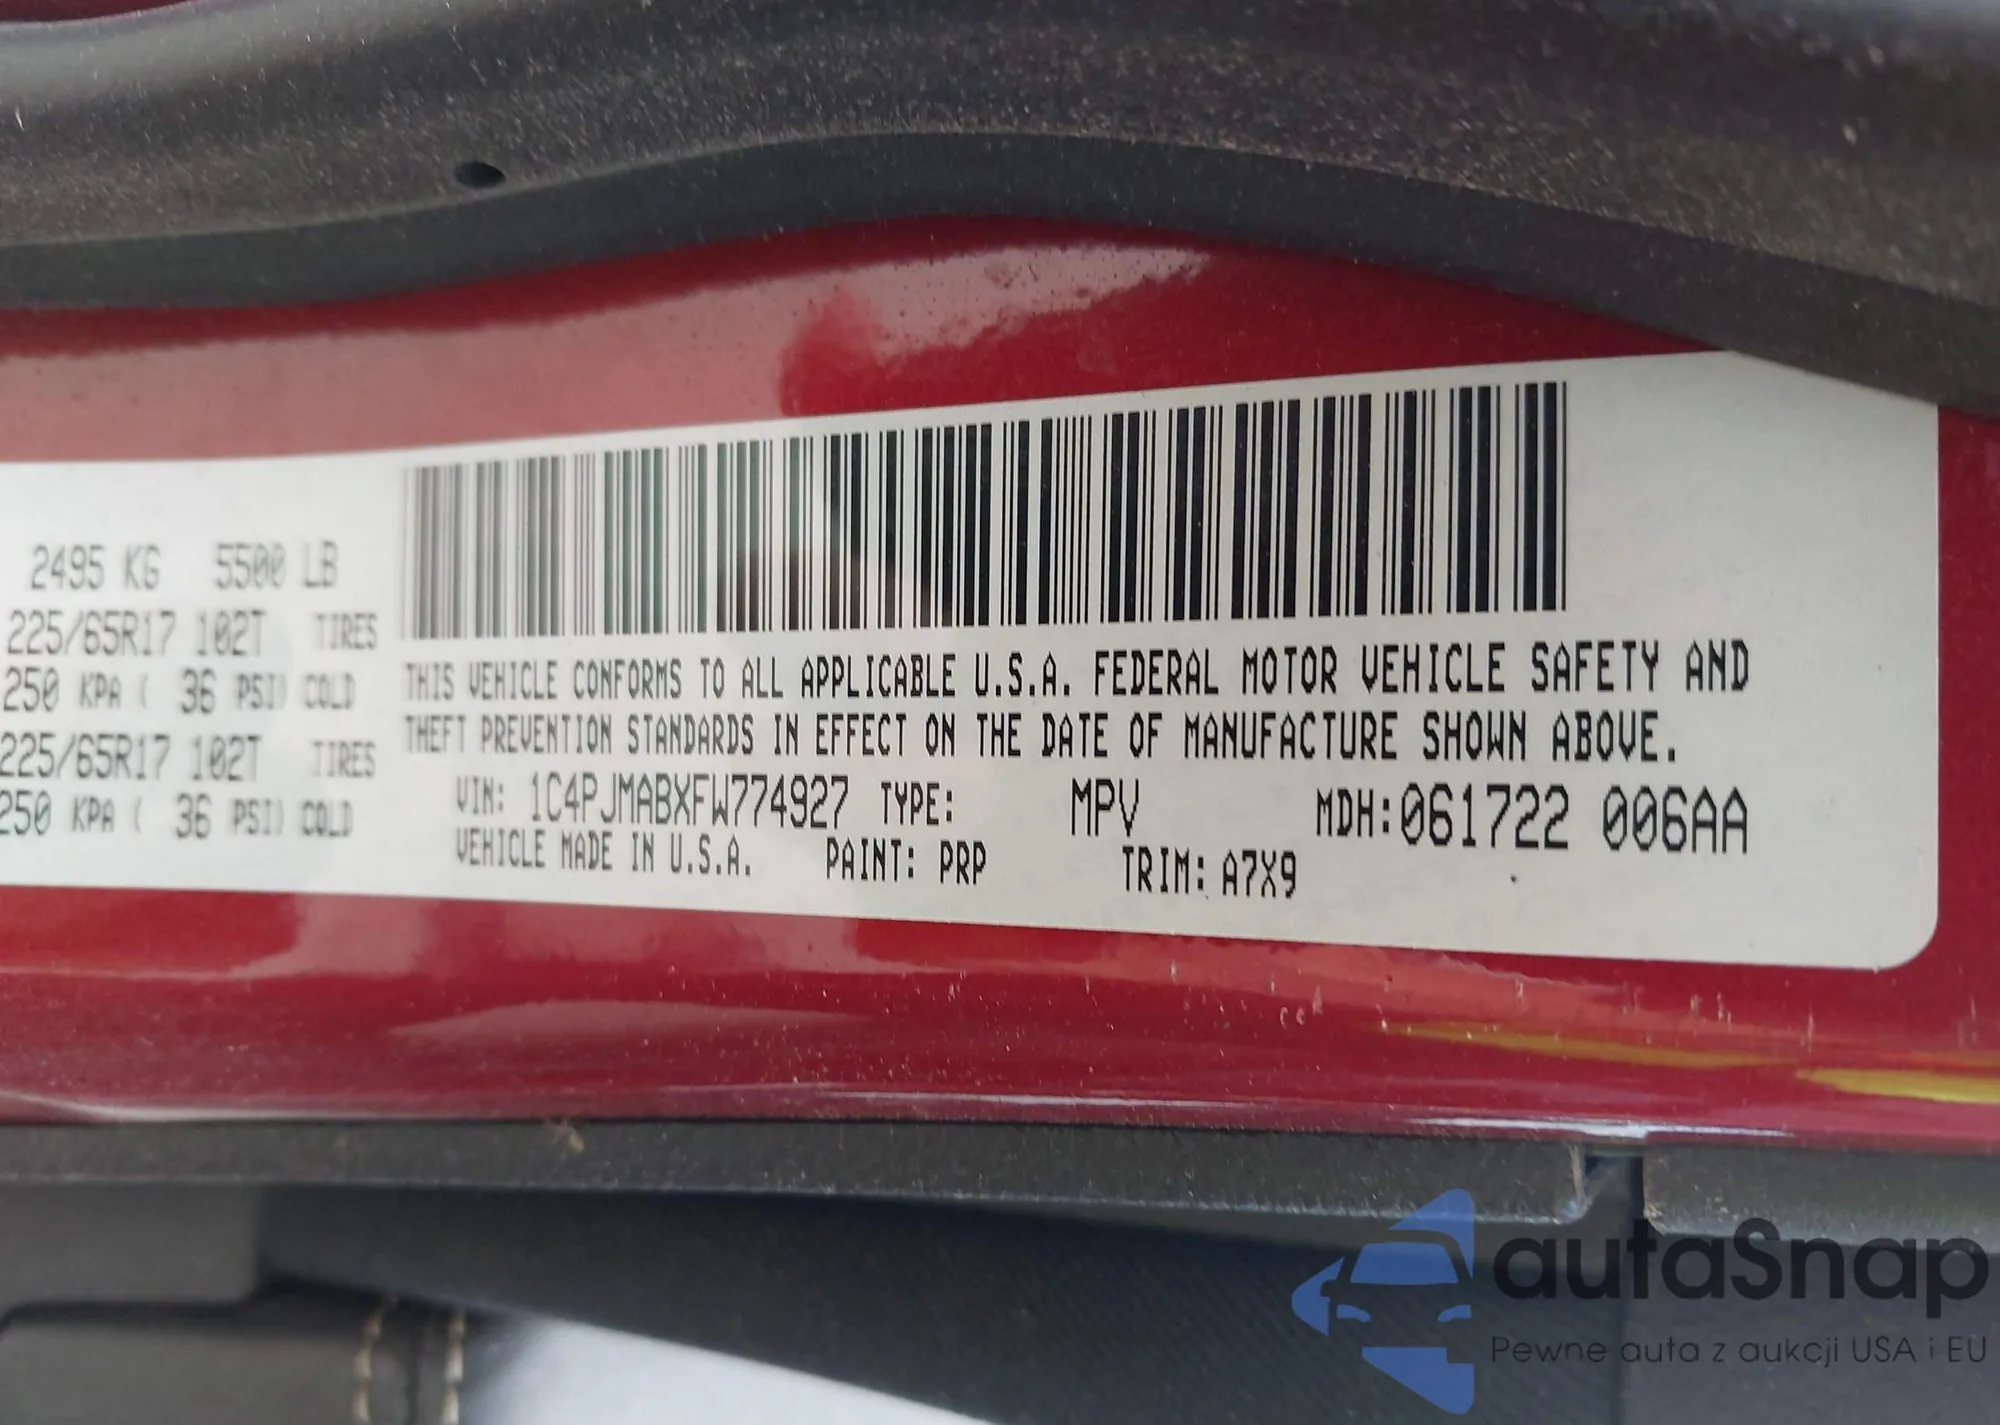 2495 KG 5500 LB
225/65R17 102T TIRES
250 KPA ( 36 PSI) COLD
225/65R17 102T TIRES
250 KPA ( 36 PSI) COLD
THIS VEHICLE CONFORMS TO ALL APPLICABLE U.S.A. FEDERAL MOTOR VEHICLE SAFETY AND
THEFT PREVENTION STANDARDS IN EFFECT ON THE DATE OF MANUFACTURE SHOWN ABOVE.
VIN: 1C4PJMABXFW774927 TYPE: MPV MDH:061722 006AA
VEHICLE MADE IN U.S.A. PAINT: PRP TRIM: A7X9
autaSnap
Pewne auta z aukcji USA i EU